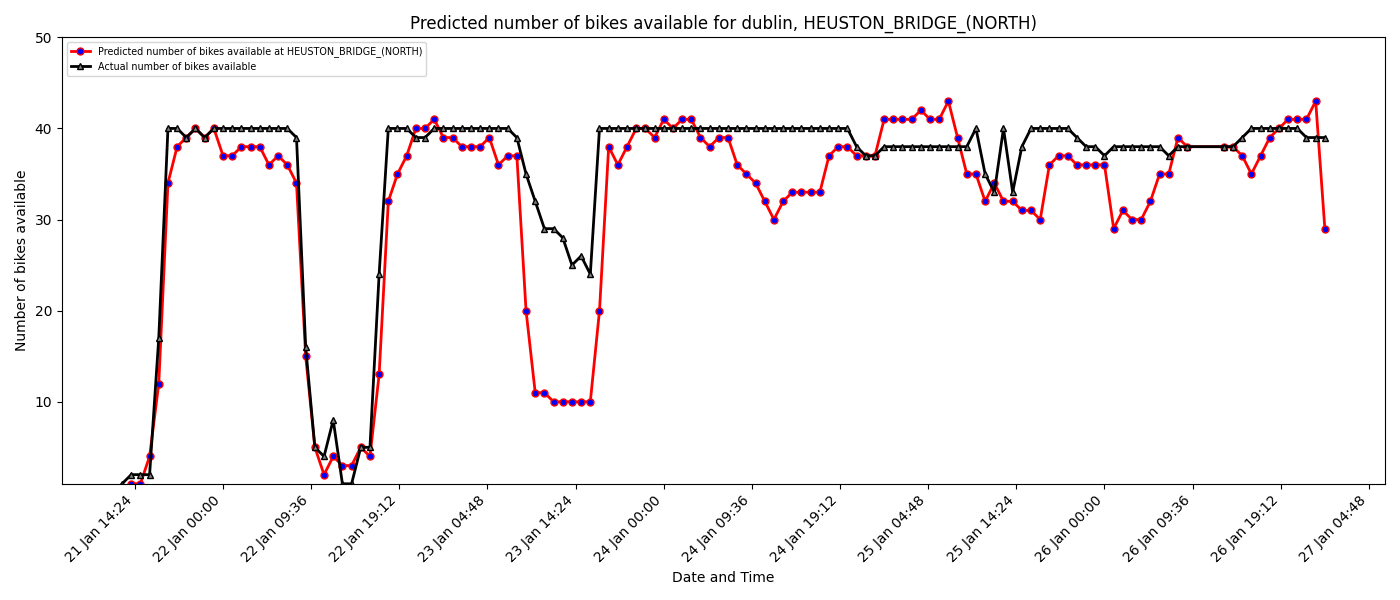 Predicted number of bikes available for dublin, HEUSTON_BRIDGE_(NORTH)
Predicted number of bikes available at HEUSTON_BRIDGE_(NORTH)
Actual number of bikes available
Number of bikes available
50
40
30
20
10
21 Jan 14:24
22 Jan 00:00
22 Jan 09:36
22 Jan 19:12
23 Jan 04:48
23 Jan 14:24
24 Jan 00:00
24 Jan 09:36
24 Jan 19:12
25 Jan 04:48
25 Jan 14:24
26 Jan 00:00
26 Jan 09:36
26 Jan 19:12
27 Jan 04:48
Date and Time